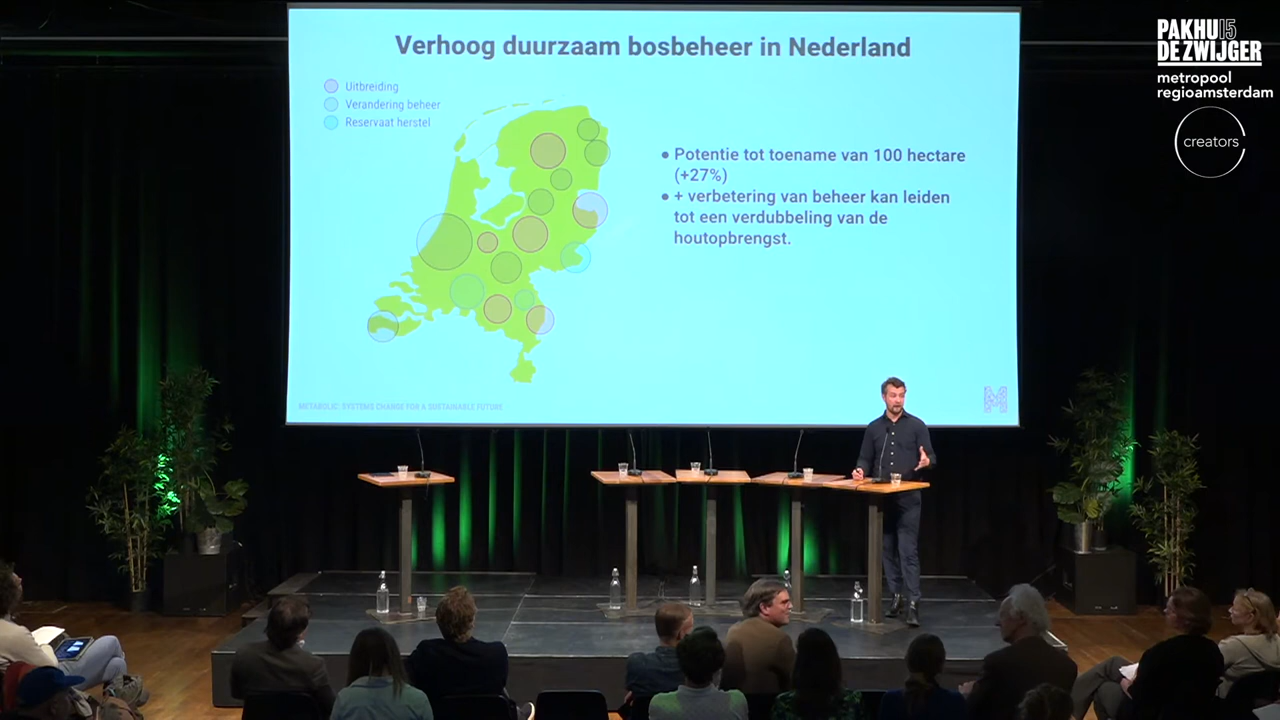 Verhoog duurzaam bosbeheer in Nederland
Uitbreiding
Verandering beheer
Reservaat herstel
● Potentie tot toename van 100 hectare
(+27%)
● + verbetering van beheer kan leiden
tot een verdubbeling van de
houtopbrengst.
METABOLIC: SYSTEMS CHANGE FOR A SUSTAINABLE FUTURE
M
PAKHU15
DE ZWIJGER
metropool
regioamsterdam
creators